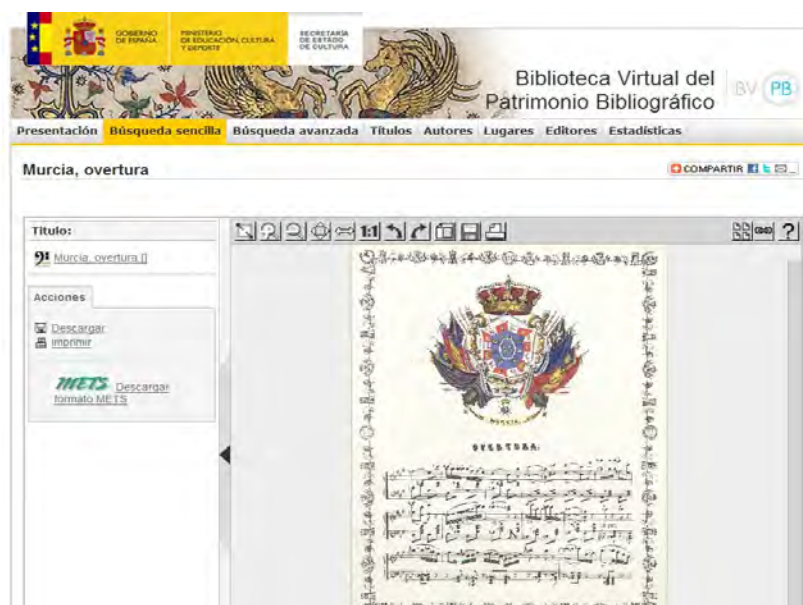 GOBIERNO
DE ESPAÑA
MINISTERIO
DE EDUCACIÓN, CULTURA
Y DEPORTE
SECRETARÍA
DE ESTADO
DE CULTURA
Biblioteca Virtual del
Patrimonio Bibliográfico
BV PB
Presentación Búsqueda sencilla Búsqueda avanzada Títulos Autores Lugares Editores Estadísticas
Murcia, overtura
COMPARTIR
Título:
1:1
?
Murcia, overtura []
Acciones
Descargar
Imprimir
METS Descargar
formato METS
MURCIA
OVERTURA.